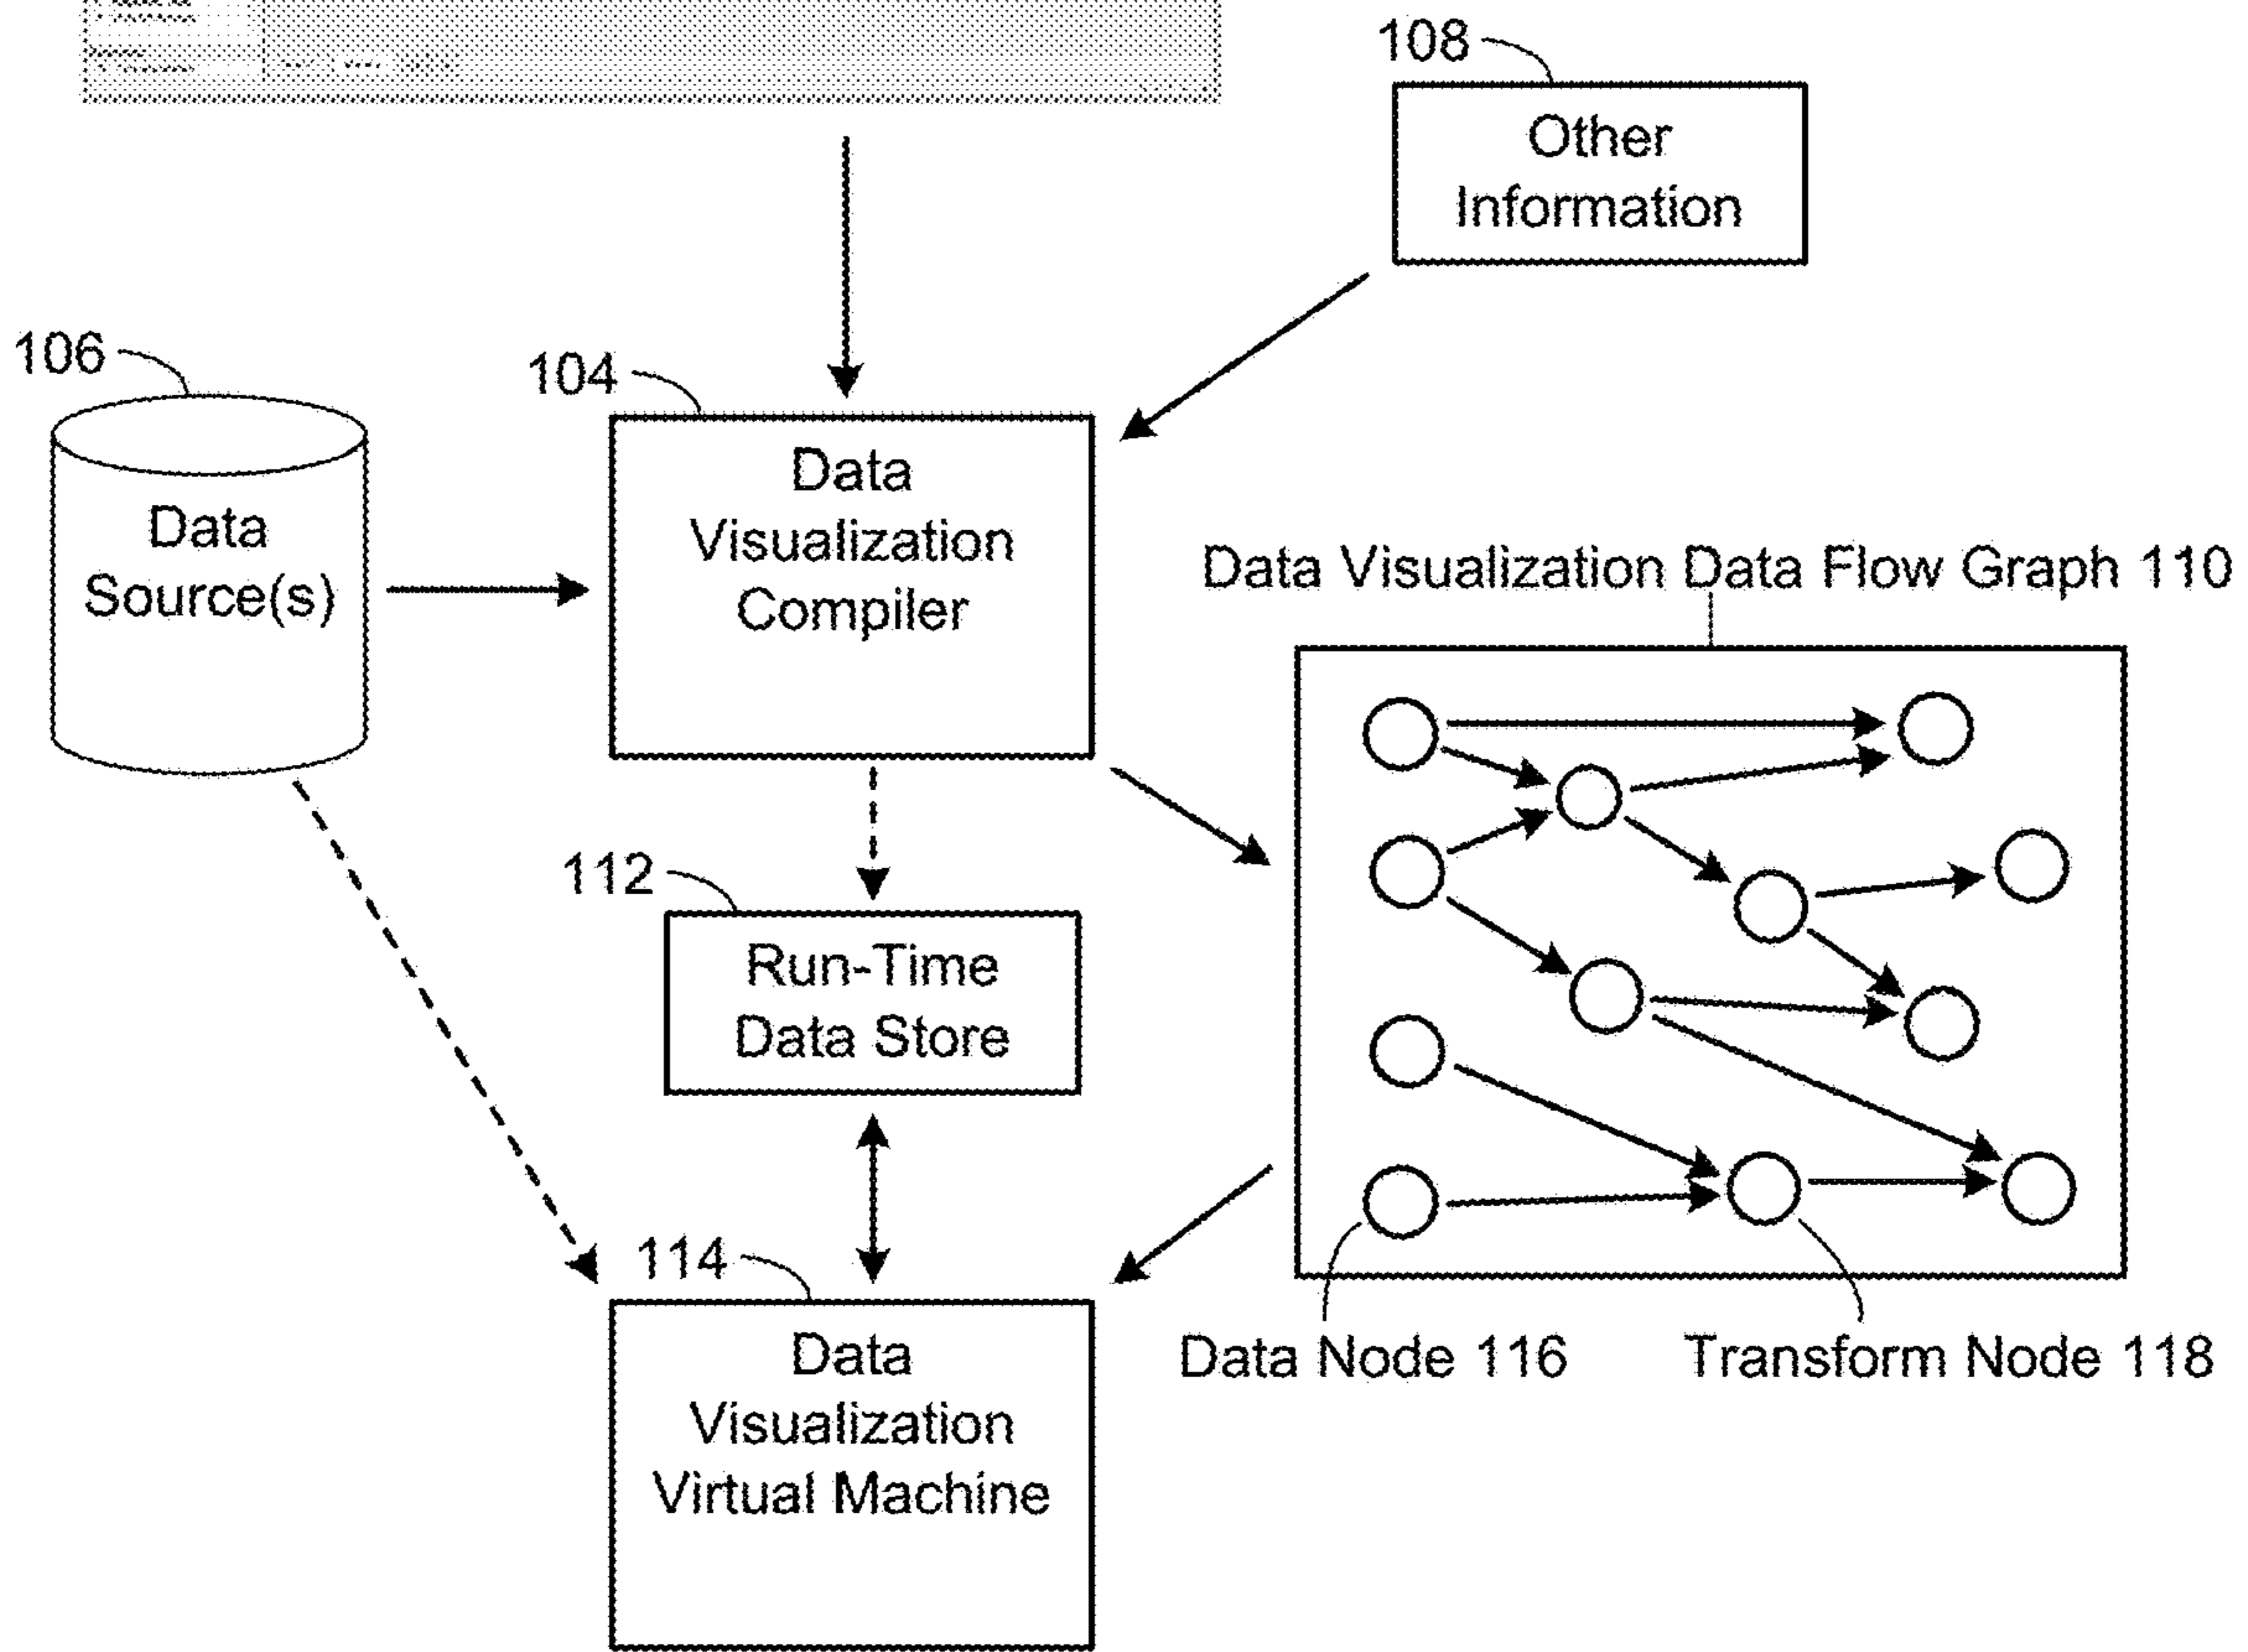 108
Other
Information
106
104
Data
Source(s)
Data
Visualization
Compiler
Data Visualization Data Flow Graph 110
112
Run-Time
Data Store
114
Data
Visualization
Virtual Machine
Data Node 116
Transform Node 118